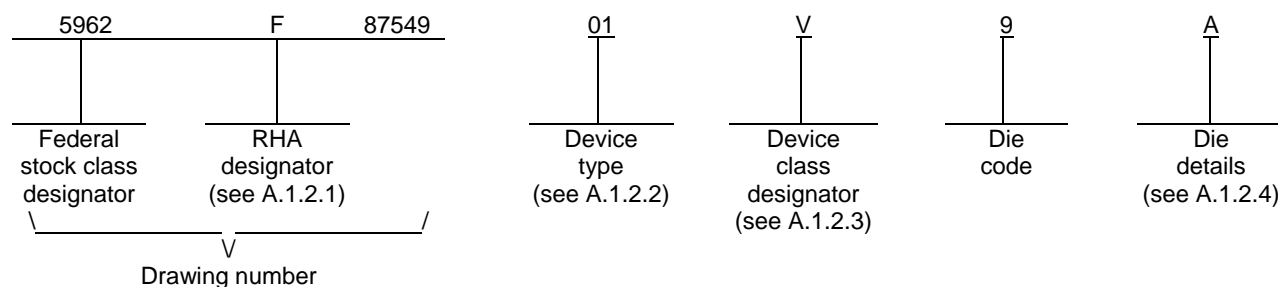 5962 F 87549 01 V 9 A
Federal stock class designator
RHA designator (see A.1.2.1)
Device type (see A.1.2.2)
Device class designator (see A.1.2.3)
Die code
Die details (see A.1.2.4)
\ /
\/
Drawing number